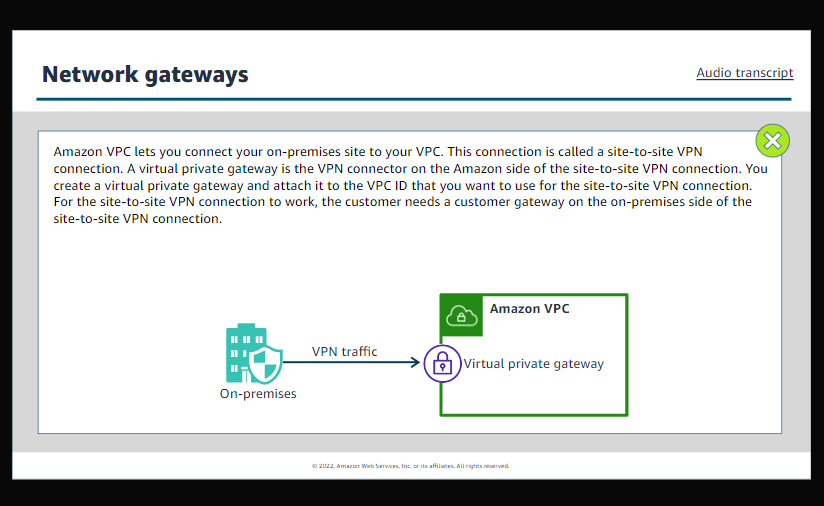 Network gateways
Audio transcript
Amazon VPC lets you connect your on-premises site to your VPC. This connection is called a site-to-site VPN
connection. A virtual private gateway is the VPN connector on the Amazon side of the site-to-site VPN connection. You
create a virtual private gateway and attach it to the VPC ID that you want to use for the site-to-site VPN connection.
For the site-to-site VPN connection to work, the customer needs a customer gateway on the on-premises side of the
site-to-site VPN connection.
Amazon VPC
VPN traffic
Virtual private gateway
On-premises
© 2022, Amazon Web Services, Inc. or its affiliates. All rights reserved.